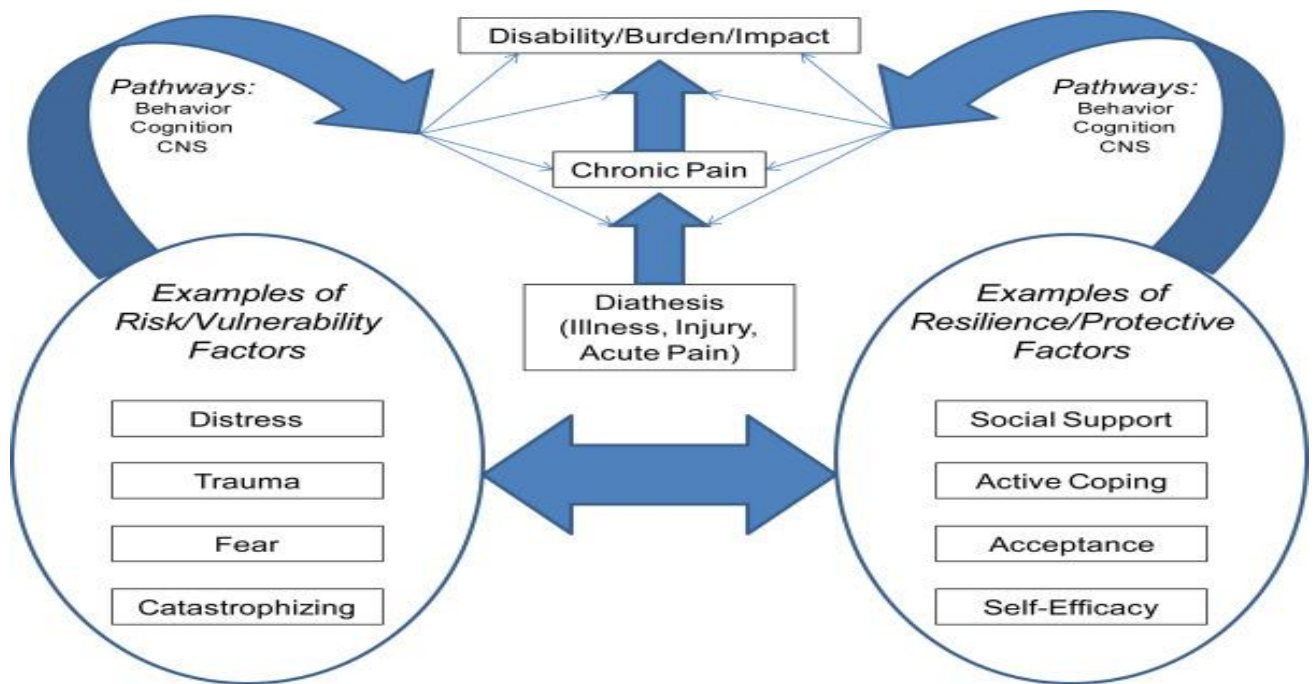 Disability/Burden/Impact
Pathways:
Behavior
Cognition
CNS
Pathways:
Behavior
Cognition
CNS
Chronic Pain
Diathesis
(Illness, Injury,
Acute Pain)
Examples of
Risk/Vulnerability
Factors
Distress
Trauma
Fear
Catastrophizing
Examples of
Resilience/Protective
Factors
Social Support
Active Coping
Acceptance
Self-Efficacy